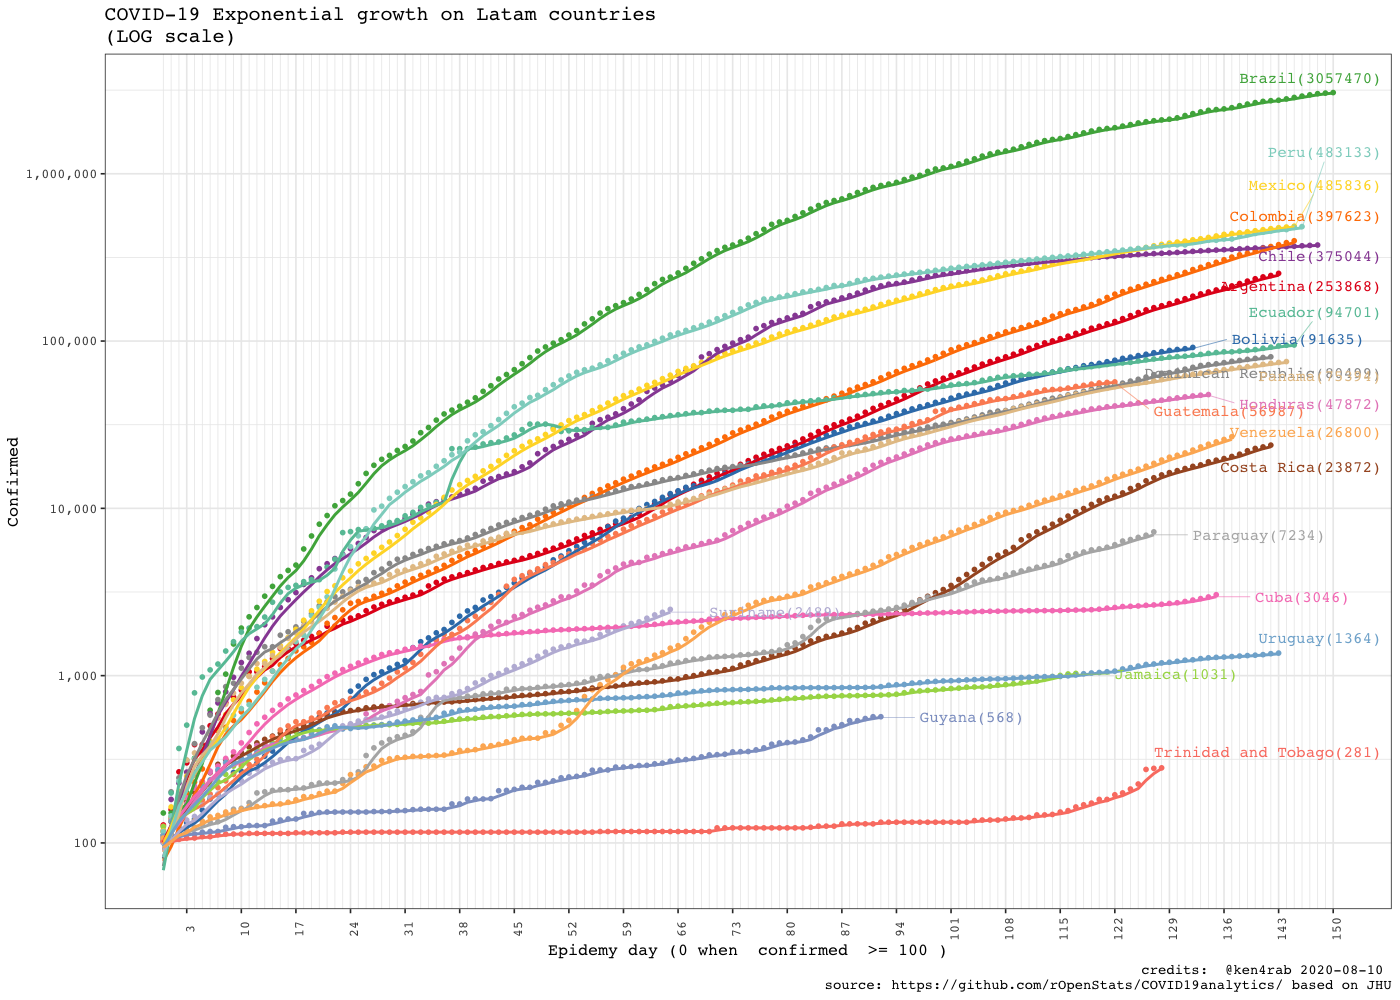 COVID-19 Exponential growth on Latam countries
(LOG scale)
Brazil(3057470)
Peru(483133)
1,000,000
Mexico(485836)
Colombia(397623)
Chile(375044)
Argentina(253868)
Ecuador(94701)
100,000
Bolivia(91635)
Dominican Republic(80499)
Honduras(47872)
Guatemala(56987)
Venezuela(26800)
Costa Rica(23872)
10,000
Paraguay(7234)
Cuba(3046)
Suriname(2489)
Uruguay(1364)
1,000
Jamaica(1031)
Guyana(568)
Trinidad and Tobago(281)
100
Confirmed
3 10 17 24 31 38 45 52 59 66 73 80 87 94 101 108 115 122 129 136 143 150
Epidemy day (0 when  confirmed  >= 100 )
credits:  @ken4rab 2020-08-10
source: https://github.com/rOpenStats/COVID19analytics/ based on JHU